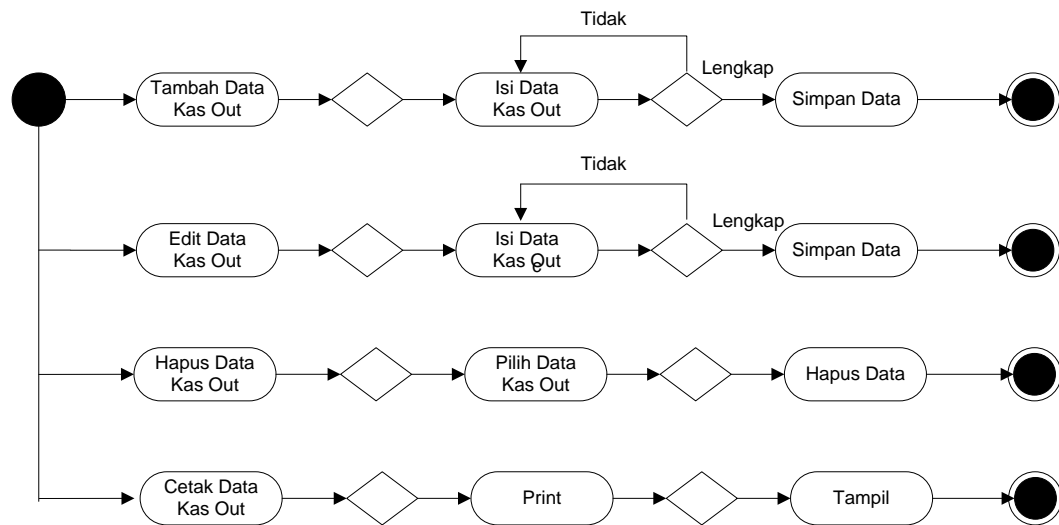 Tidak
Tambah Data
Kas Out
Isi Data
Kas Out
Lengkap
Simpan Data
Tidak
Edit Data
Kas Out
Isi Data
Kas Out
c
Lengkap
Simpan Data
Hapus Data
Kas Out
Pilih Data
Kas Out
Hapus Data
Cetak Data
Kas Out
Print
Tampil